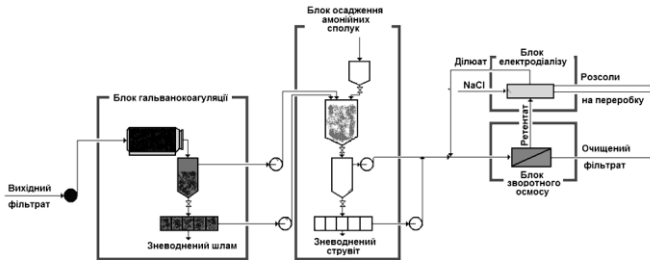 Блок осадження
амонійних
сполук
Блок гальванокоагуляції
Вихідний
фільтрат
Зневоднений шлам
Зневоднений
струвіт
Ділюат
Блок
електродіалізу
NaCl
Розсоли
на переробку
Ретентат
Очищений
фільтрат
Блок
зворотного
осмосу